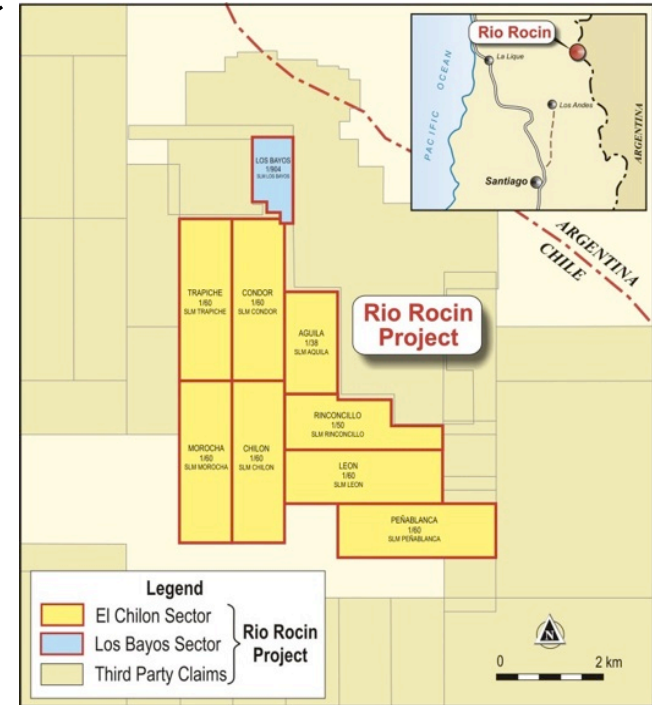 Rio Rocin
La Lique
Los Andes
Santiago
PACIFIC OCEAN
ARGENTINA
ARGENTINA
CHILE
LOS BAYOS
1/904
SLM LOS BAYOS
TRAPICHE
1/60
SLM TRAPICHE
CONDOR
1/60
SLM CONDOR
AGUILA
1/38
SLM AQUILA
Rio Rocin
Project
RINCONCILLO
1/50
SLM RINCONCILLO
MOROCHA
1/60
SLM MOROCHA
CHILON
1/60
SLM CHILON
LEON
1/60
SLM LEON
PEÑABLANCA
1/60
SLM PEÑABLANCA
Legend
El Chilon Sector
Los Bayos Sector
Third Party Claims
Rio Rocin
Project
N
0 2 km